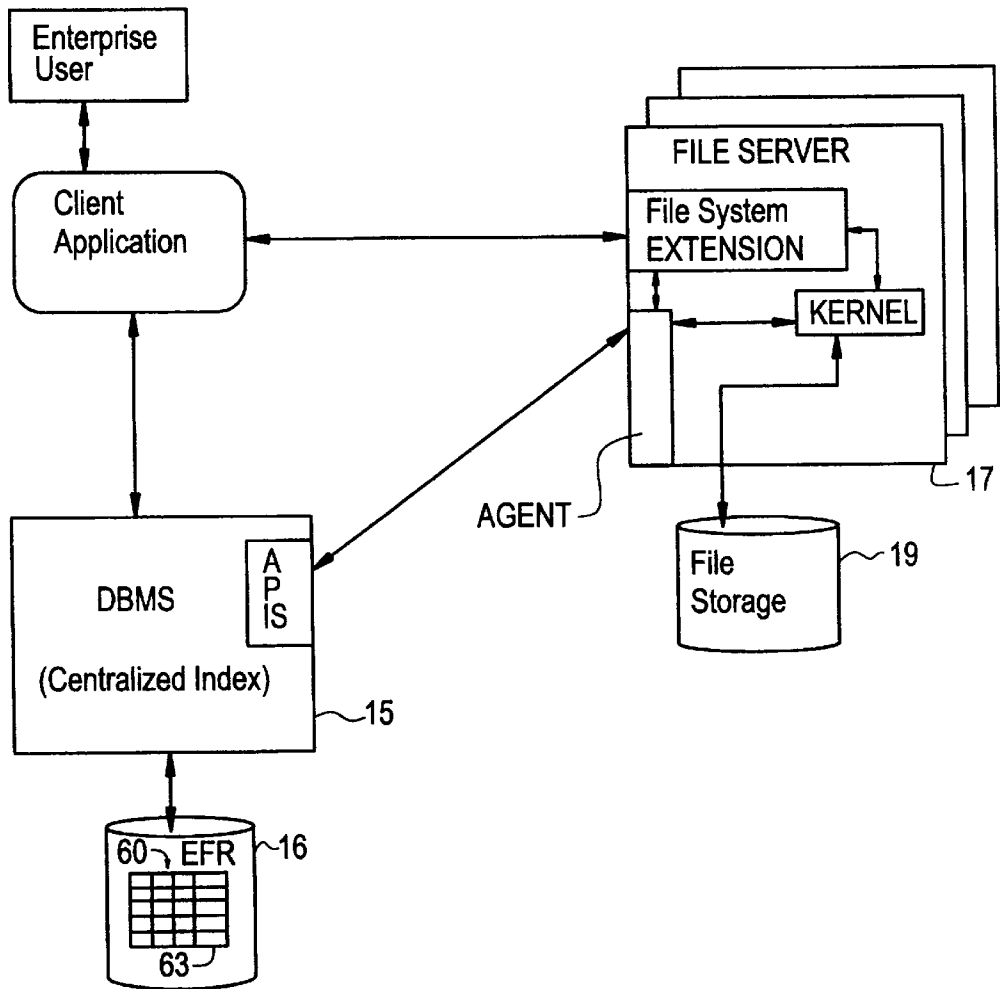 Enterprise
User
Client
Application
FILE SERVER
File System
EXTENSION
KERNEL
AGENT
17
File
Storage
19
DBMS
(Centralized Index)
A
P
IS
15
60
EFR
16
63